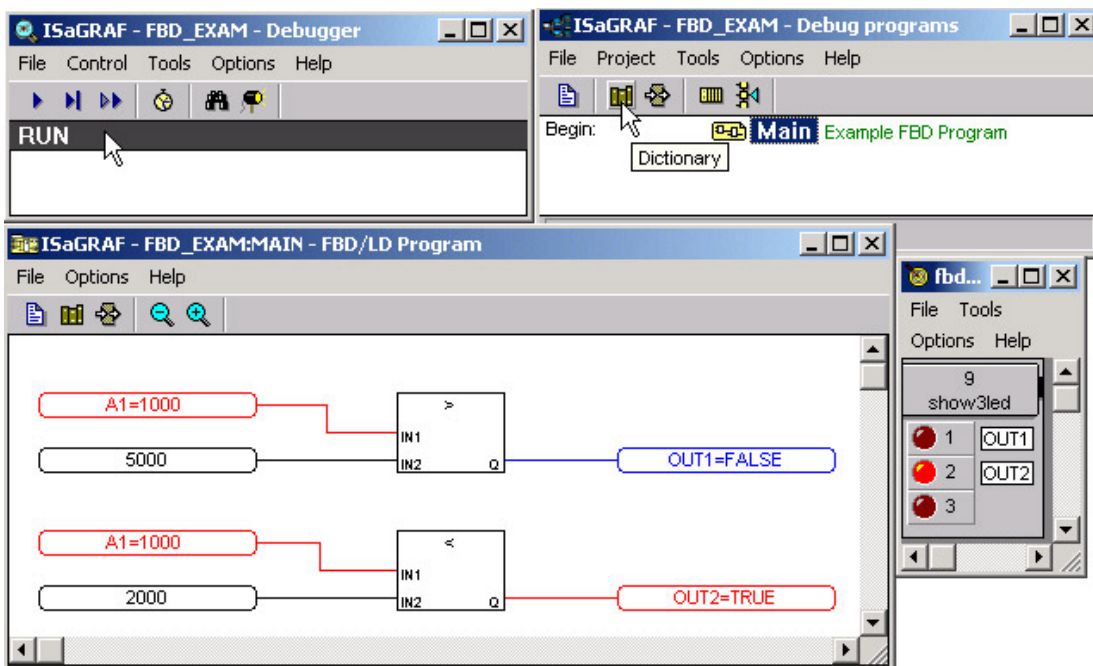 ISaGRAF - FBD_EXAM - Debugger
File Control Tools Options Help
RUN
ISaGRAF - FBD_EXAM - Debug programs
File Project Tools Options Help
Begin: Main Example FBD Program
Dictionary
ISaGRAF - FBD_EXAM:MAIN - FBD/LD Program
File Options Help
A1=1000
>
IN1
5000
IN2 Q
OUT1=FALSE
A1=1000
<
IN1
2000
IN2 Q
OUT2=TRUE
fbd...
File Tools
Options Help
9
show3led
1 OUT1
2 OUT2
3